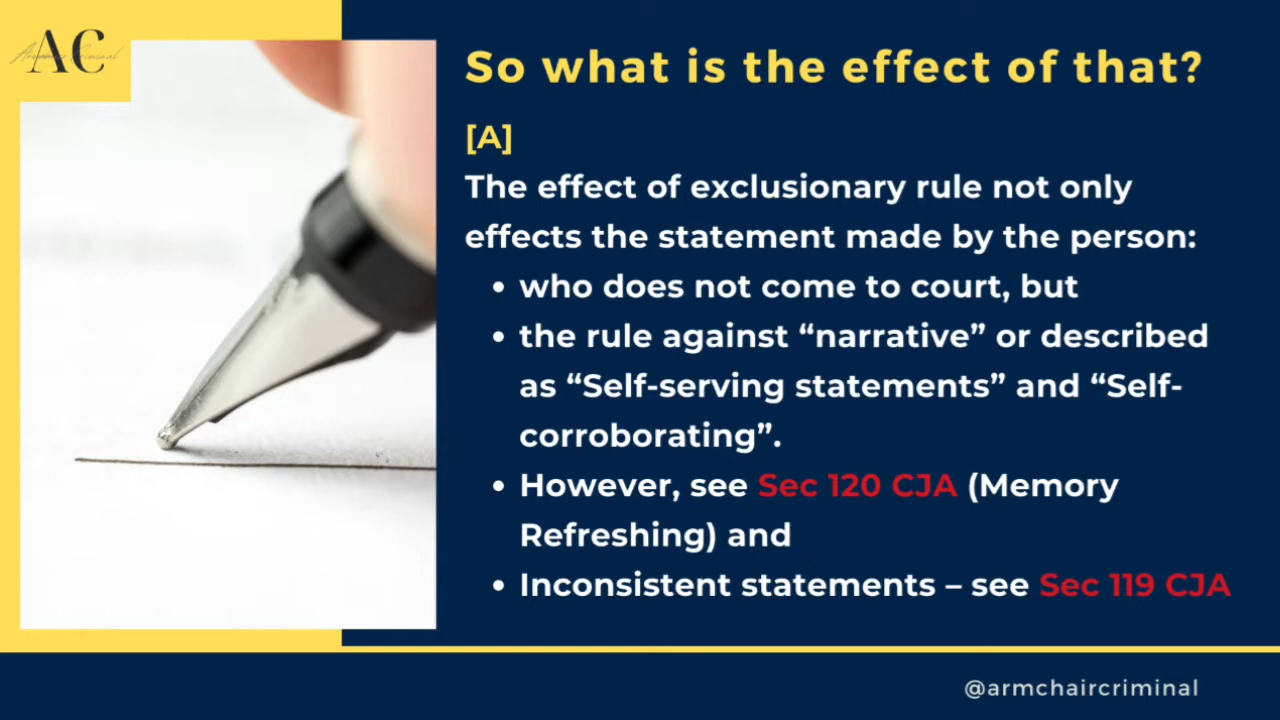 AC
So what is the effect of that?
[A]
The effect of exclusionary rule not only
effects the statement made by the person:
• who does not come to court, but
• the rule against “narrative” or described
as “Self-serving statements” and “Self-
corroborating”.
• However, see Sec 120 CJA (Memory
Refreshing) and
• Inconsistent statements – see Sec 119 CJA
@armchaircriminal